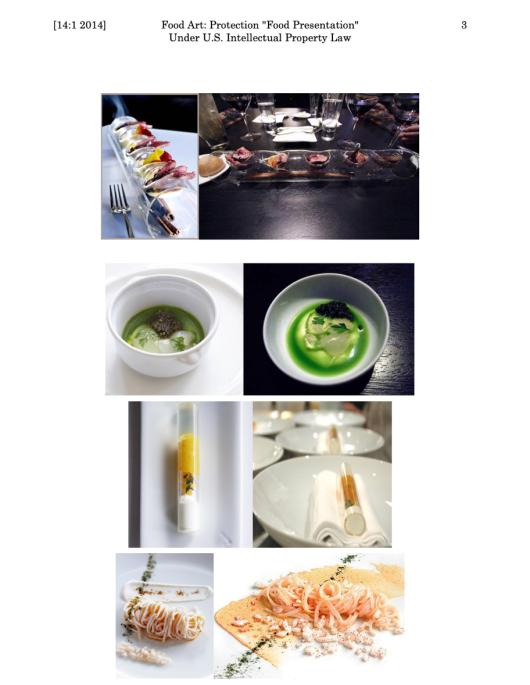 [14:1 2014]
Food Art: Protection "Food Presentation"
3
Under U.S. Intellectual Property Law